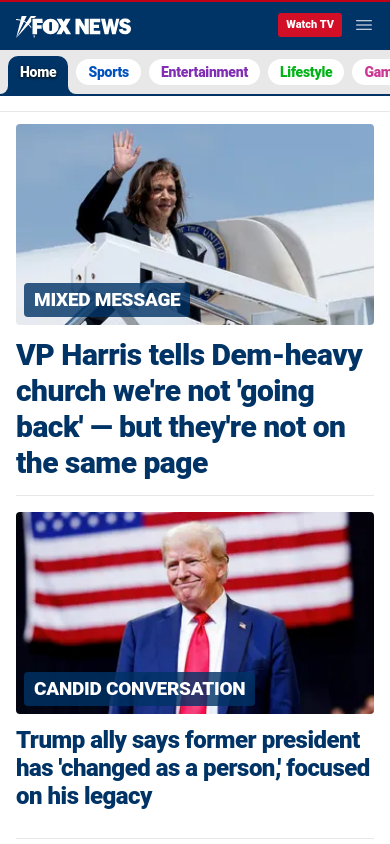 FOX NEWS
Watch TV
Home
Sports
Entertainment
Lifestyle
Gam
MIXED MESSAGE
VP Harris tells Dem-heavy
church we're not 'going
back' — but they're not on
the same page
CANDID CONVERSATION
Trump ally says former president
has 'changed as a person,' focused
on his legacy